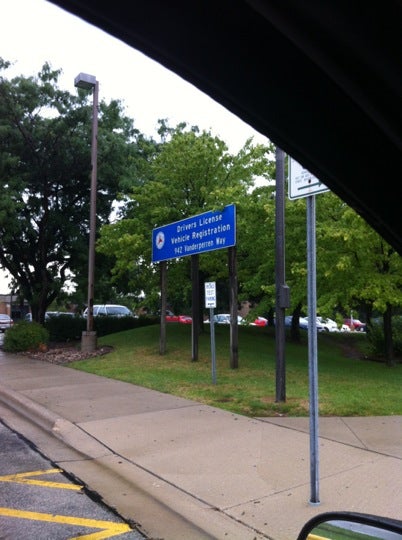 Drivers License
Vehicle Registration
942 Vanderperren Way